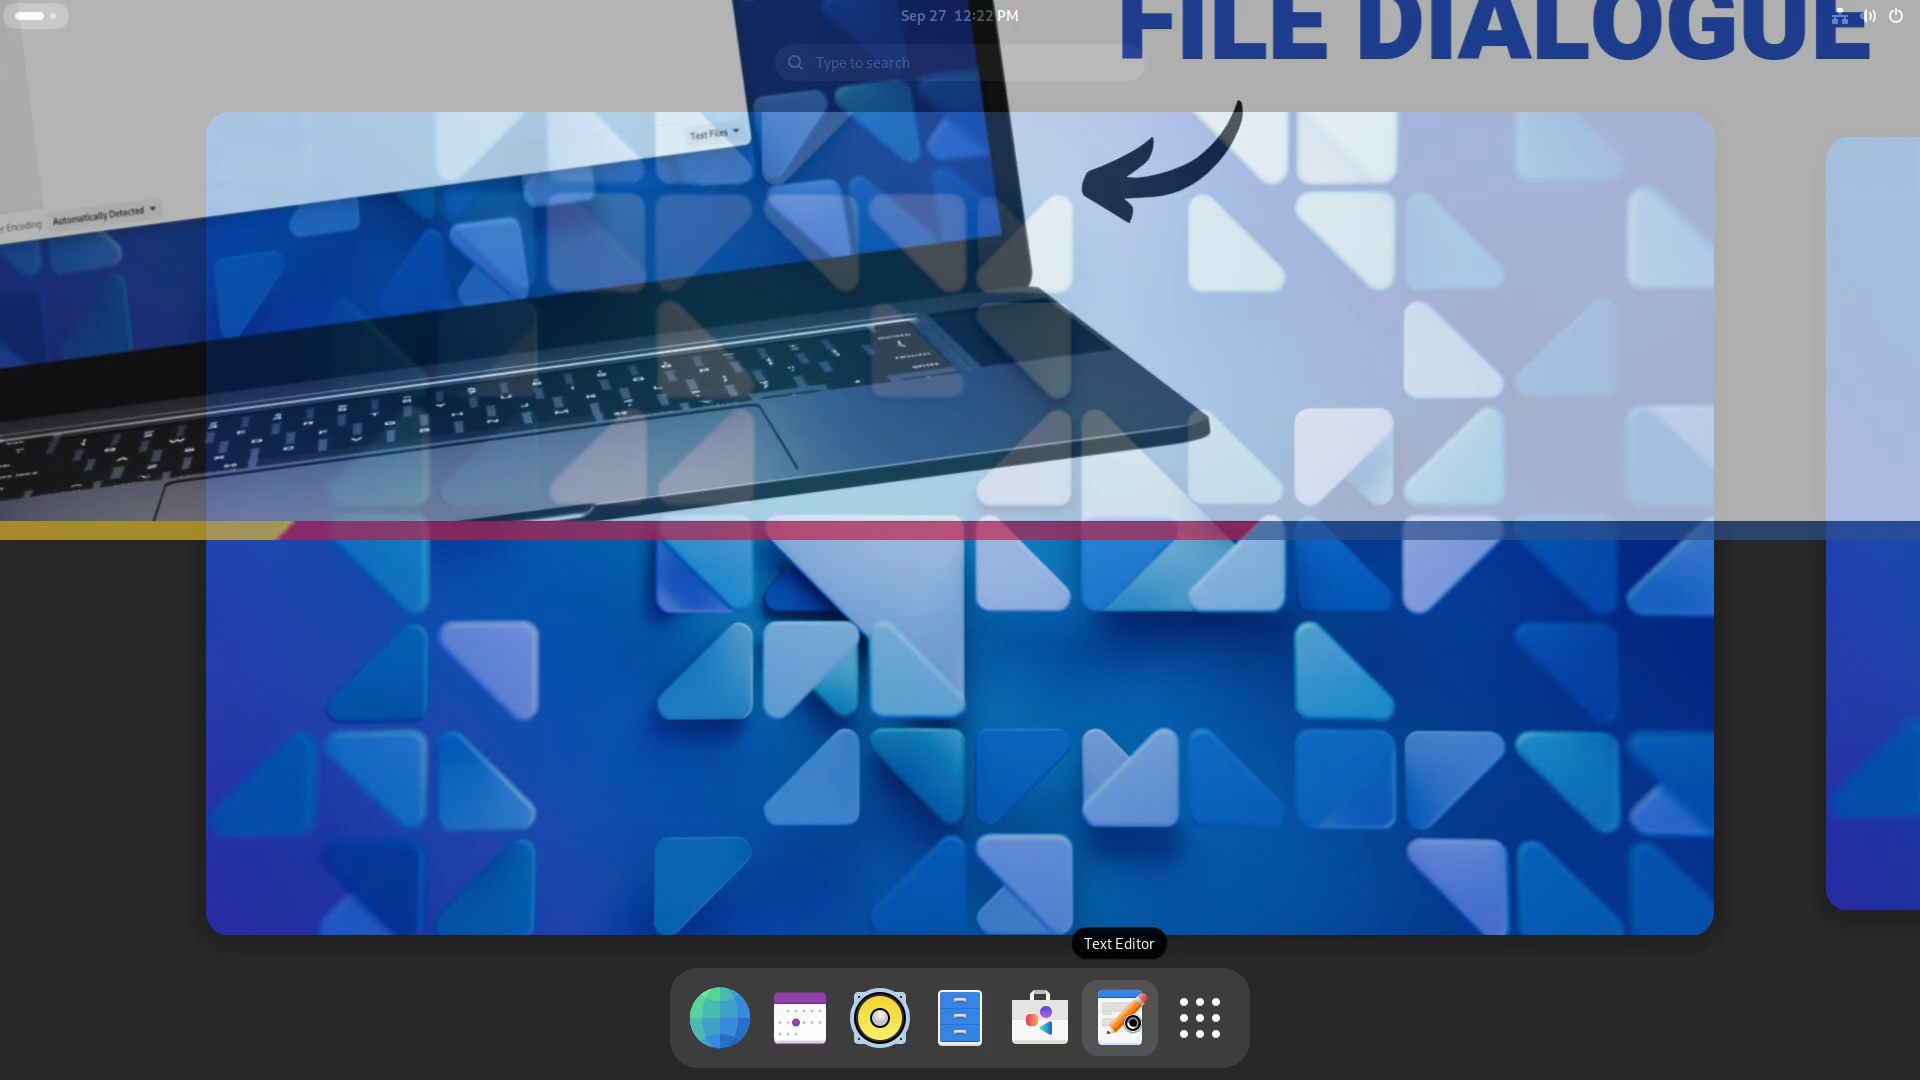 Sep 27 12:22 PM
FILE DIALOGUE
Type to search
Text Files
Encoding:
Automatically Detected
Text Editor